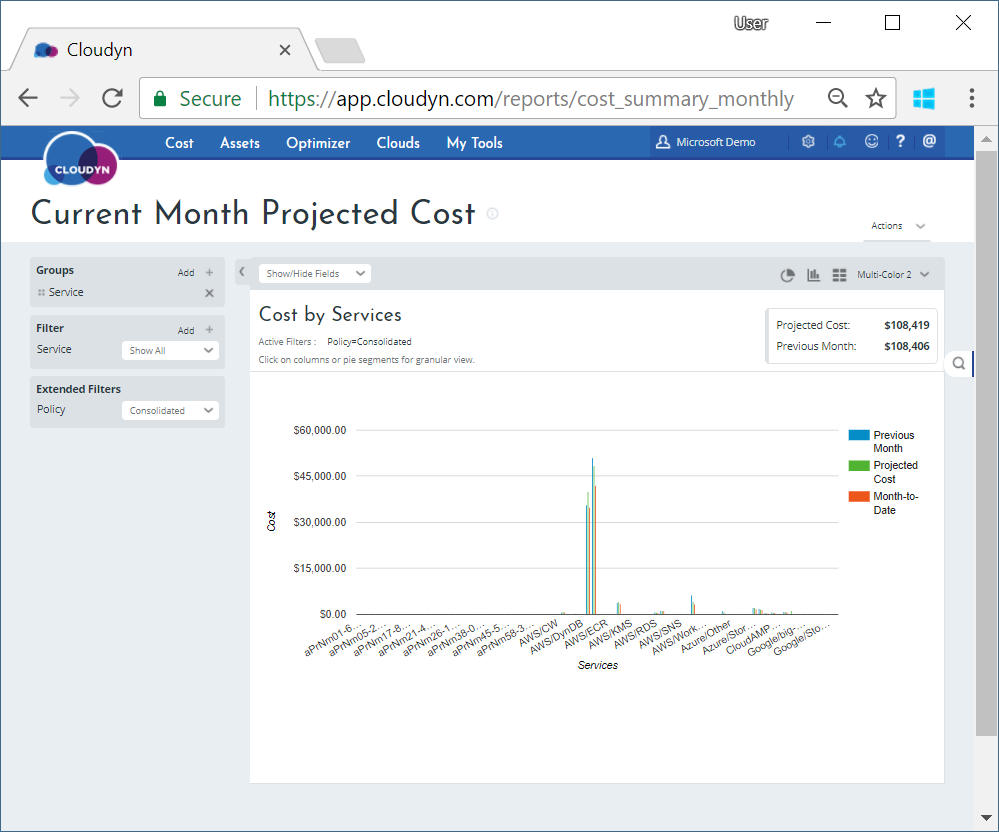 User
Cloudyn
Secure https://app.cloudyn.com/reports/cost_summary_monthly
CLOUDYN
Cost Assets Optimizer Clouds My Tools Microsoft Demo ? @
Current Month Projected Cost
Actions
Groups Add +
Service
Filter Add +
Service Show All
Extended Filters
Policy Consolidated
Show/Hide Fields Multi-Color 2
Cost by Services
Active Filters : Policy=Consolidated
Click on columns or pie segments for granular view.
Projected Cost: $108,419
Previous Month: $108,406
$60,000.00
$45,000.00
$30,000.00
$15,000.00
$0.00
Cost
Previous
Month
Projected
Cost
Month-to-
Date
aPrNm01-6...
aPrNm05-2...
aPrNm17-8...
aPrNm21-4...
aPrNm26-1...
aPrNm38-0...
aPrNm45-5...
aPrNm58-3...
AWS/CW
AWS/DynDB
AWS/ECR
AWS/KMS
AWS/RDS
AWS/SNS
AWS/Work...
Azure/Other
Azure/Stor...
CloudAMP...
Google/big-...
Google/Sto...
Services